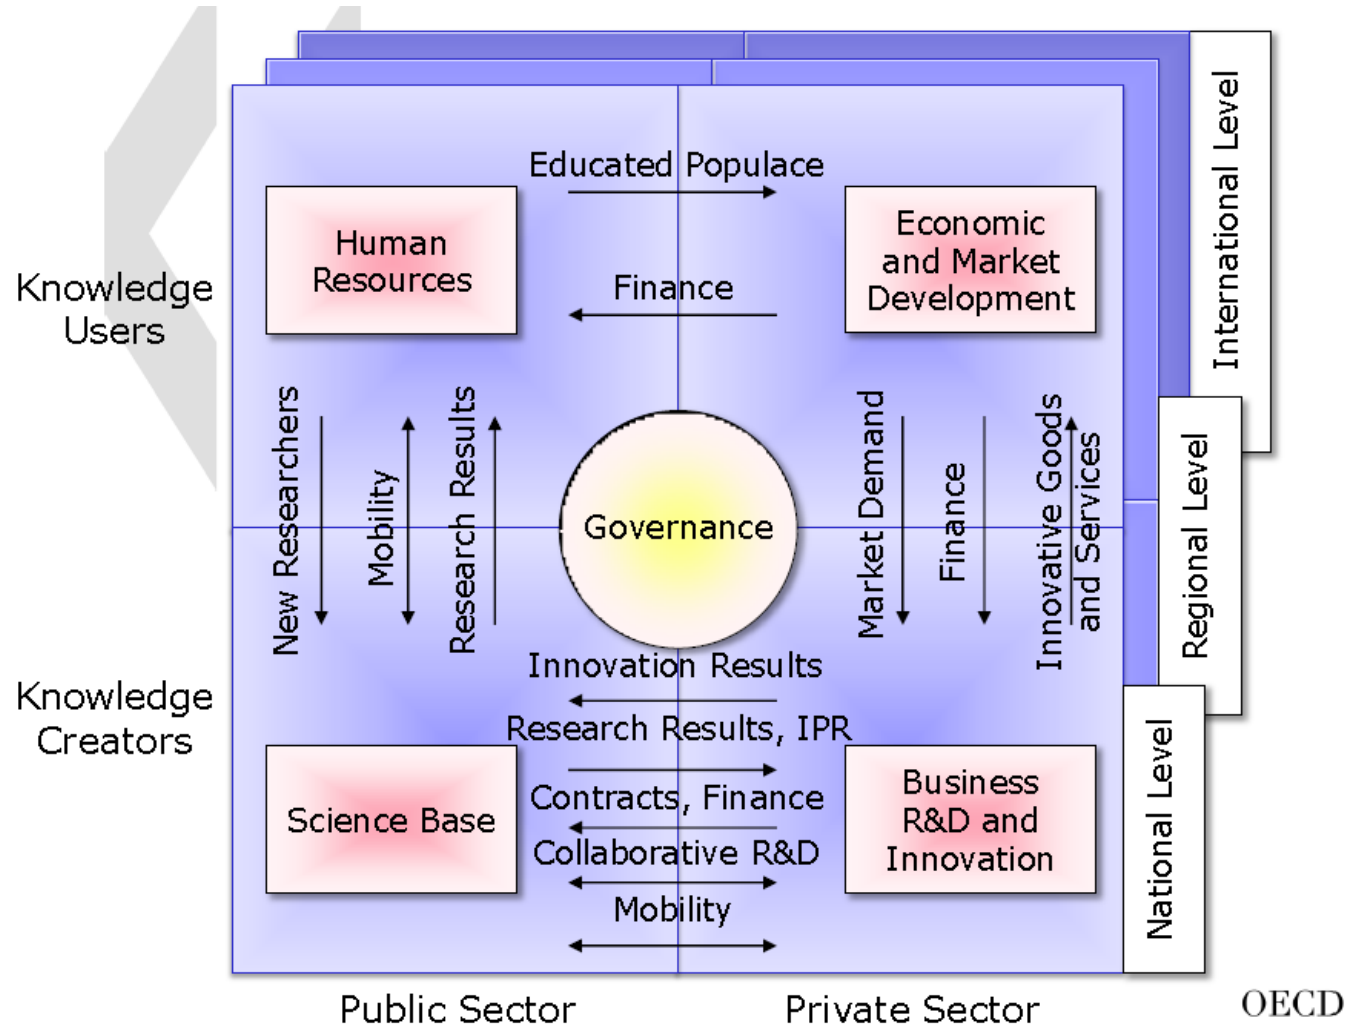 Educated Populace
Human
Resources
Economic
and Market
Development
Finance
Knowledge
Users
International Level
New Researchers
Mobility
Research Results
Governance
Market Demand
Finance
Innovative Goods
and Services
Regional Level
Knowledge
Creators
Innovation Results
Research Results, IPR
Contracts, Finance
Collaborative R&D
Mobility
Science Base
Business
R&D and
Innovation
National Level
Public Sector
Private Sector
OECD